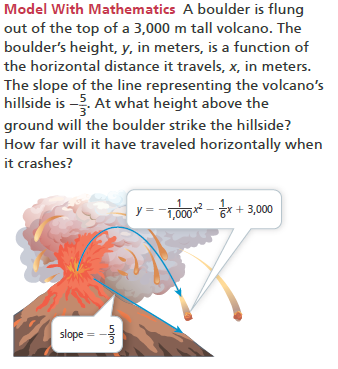 Model With Mathematics A boulder is flung
out of the top of a 3,000 m tall volcano. The
boulder's height, y, in meters, is a function of
the horizontal distance it travels, x, in meters.
The slope of the line representing the volcano's
hillside is −5/3. At what height above the
ground will the boulder strike the hillside?
How far will it have traveled horizontally when
it crashes?
y = −1/1,000x² − 1/6x + 3,000
slope = −5/3